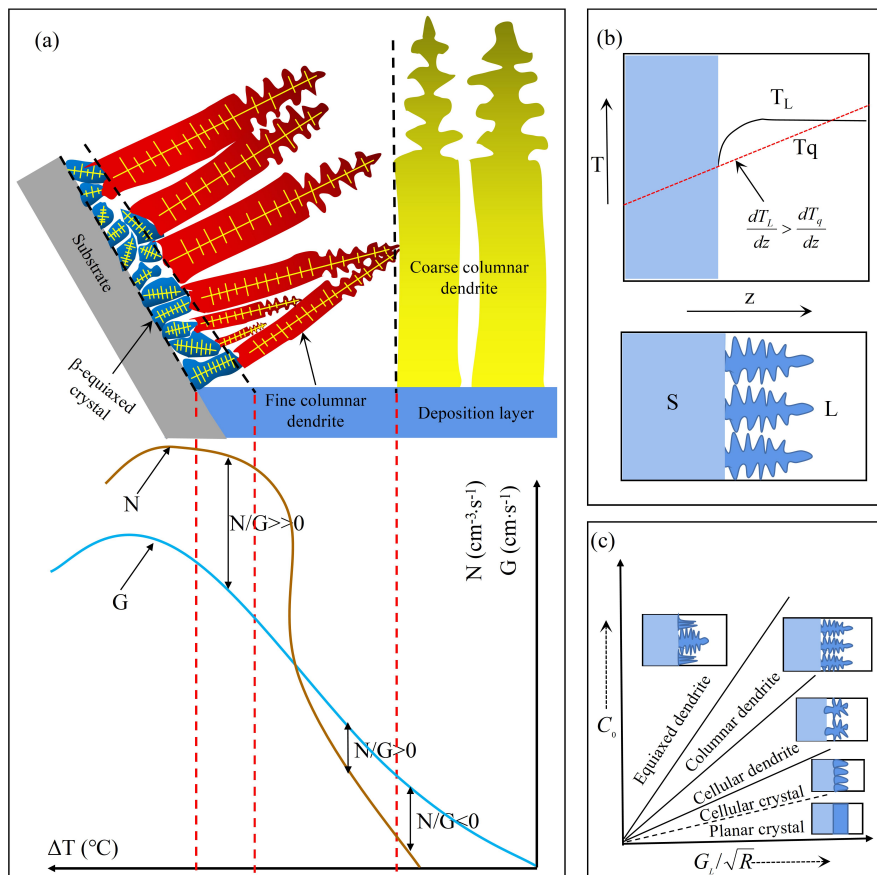 (a)
Substrate
β-equiaxed
crystal
Coarse columnar
dendrite
Fine columnar
dendrite
Deposition layer
N
G
N/G>>0
N/G>0
N/G<0
N (cm⁻³·s⁻¹)
G (cm·s⁻¹)
ΔT (℃)
(b)
T
T_L
Tq
dT_L/dz > dT_q/dz
z
S
L
(c)
C₀
Equiaxed dendrite
Columnar dendrite
Cellular dendrite
Cellular crystal
Planar crystal
G_L/√R